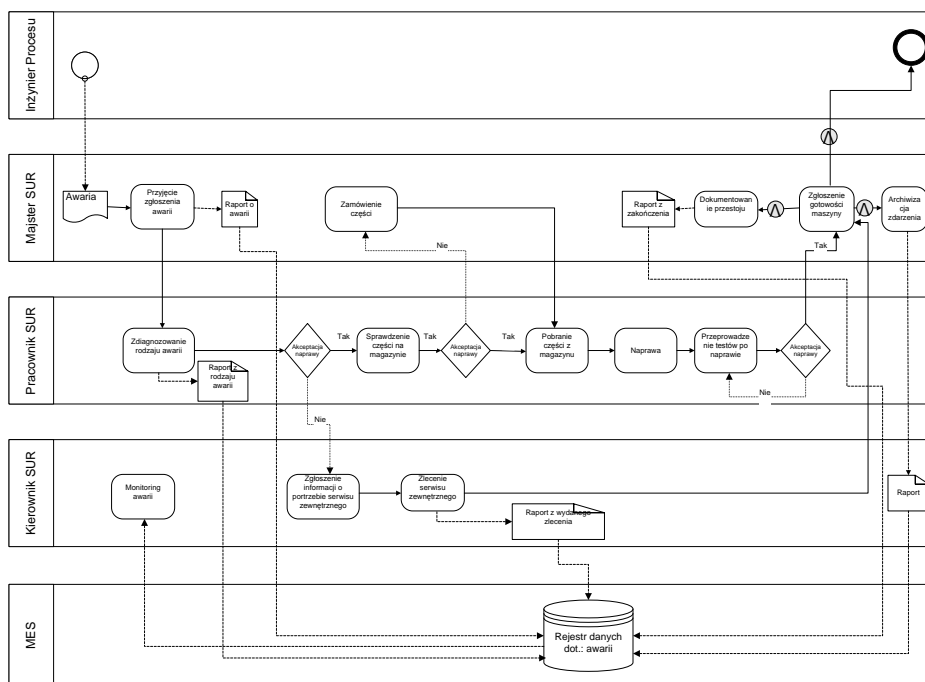 Inżynier Procesu
Majster SUR
Awaria
Przyjęcie
zgłoszenia
awarii
Raport o
awarii
Zamówienie
części
Nie
Raport z
zakończenia
Dokumentowan
ie przestoju
Zgłoszenie
gotowości
maszyny
Archiwiza
cja
zdarzenia
Tak
Pracownik SUR
Zdiagnozowanie
rodzaju awarii
Raport z
rodzaju
awarii
Akceptacja
naprawy
Tak
Sprawdzenie
części na
magazynie
Tak
Akceptacja
naprawy
Tak
Pobranie
części z
magazynu
Naprawa
Przeprowadze
nie testów po
naprawie
Akceptacja
naprawy
Nie
Nie
Kierownik SUR
Monitoring
awarii
Zgłoszenie
informacji o
portrzebie serwisu
zewnętrznego
Zlecenie
serwisu
zewnętrznego
Raport z wydanego
zlecenia
Raport
MES
Rejestr danych
dot.: awarii